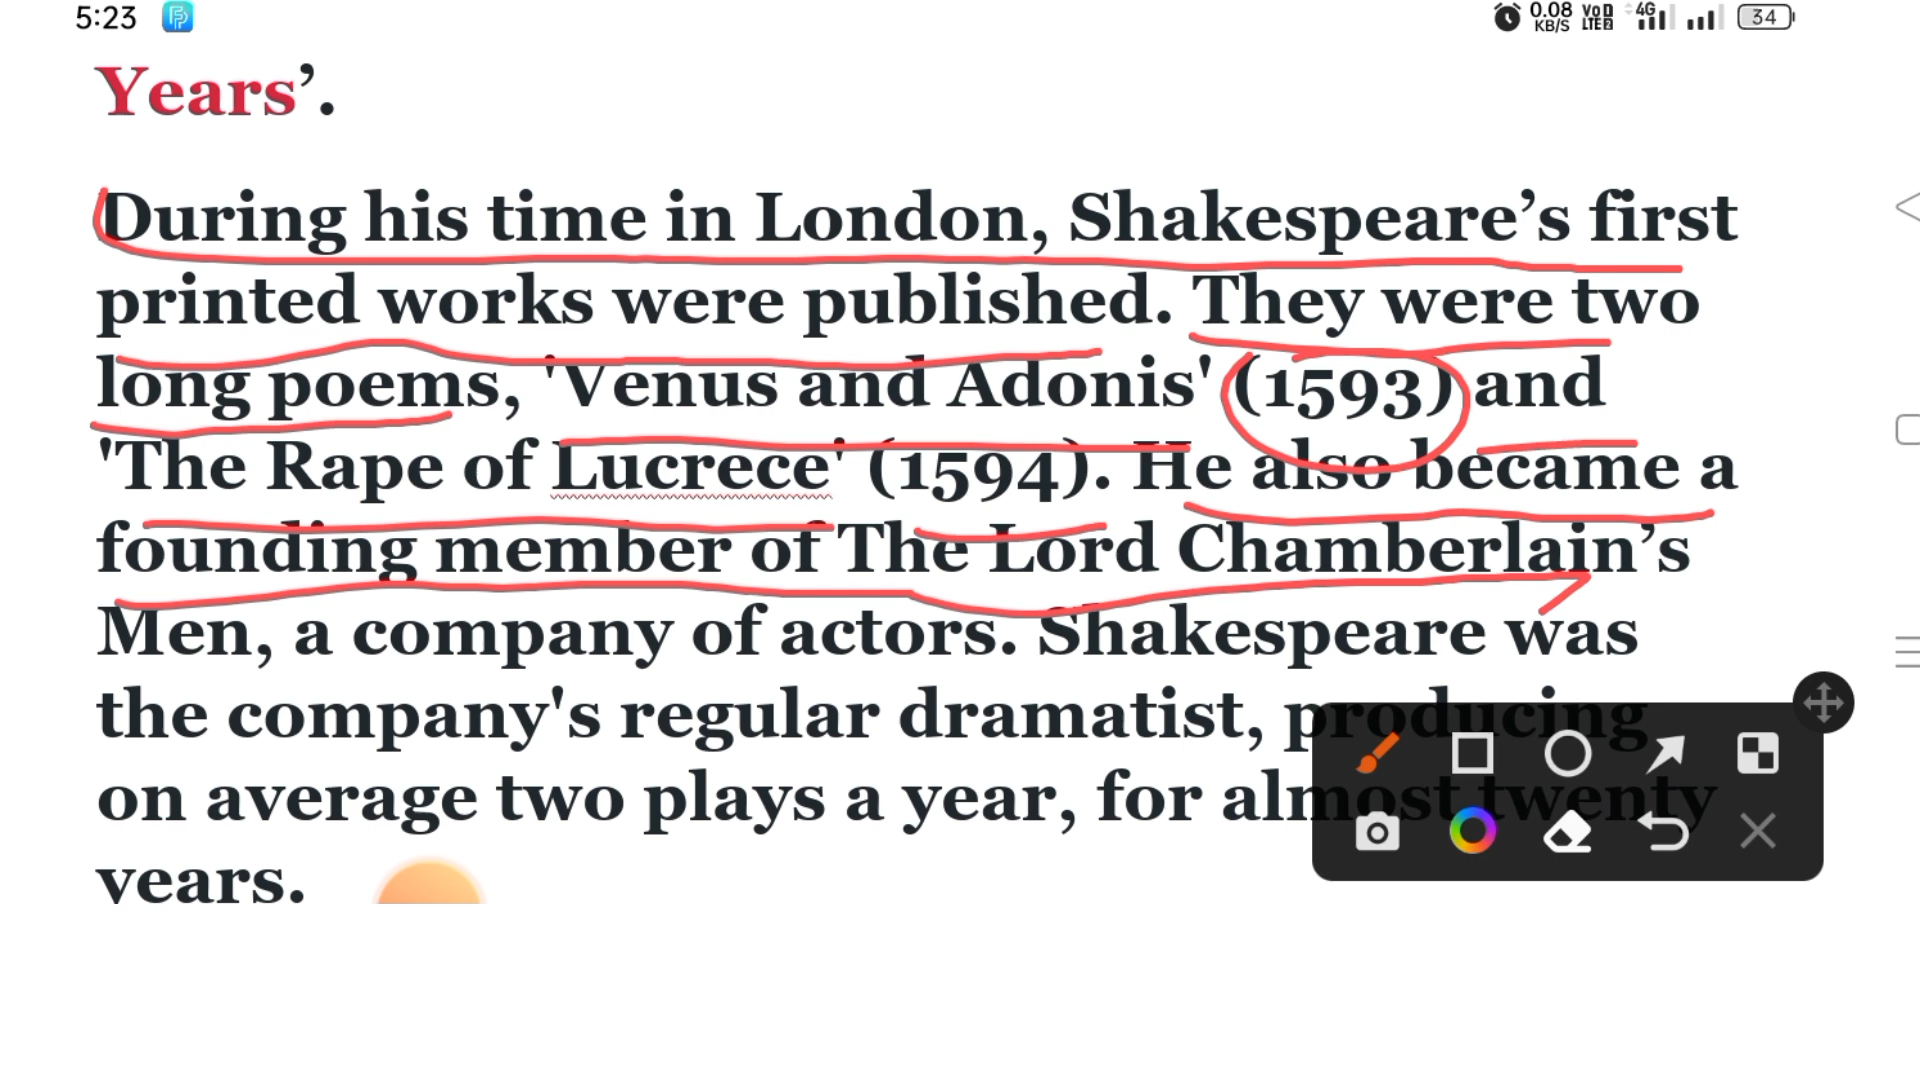 5:23
0.08 KB/S VoD LTE2 4G 34
Years’.
During his time in London, Shakespeare’s first
printed works were published. They were two
long poems, 'Venus and Adonis' (1593) and
'The Rape of Lucrece' (1594). He also became a
founding member of The Lord Chamberlain’s
Men, a company of actors. Shakespeare was
the company's regular dramatist, producing
on average two plays a year, for almost twenty
years.